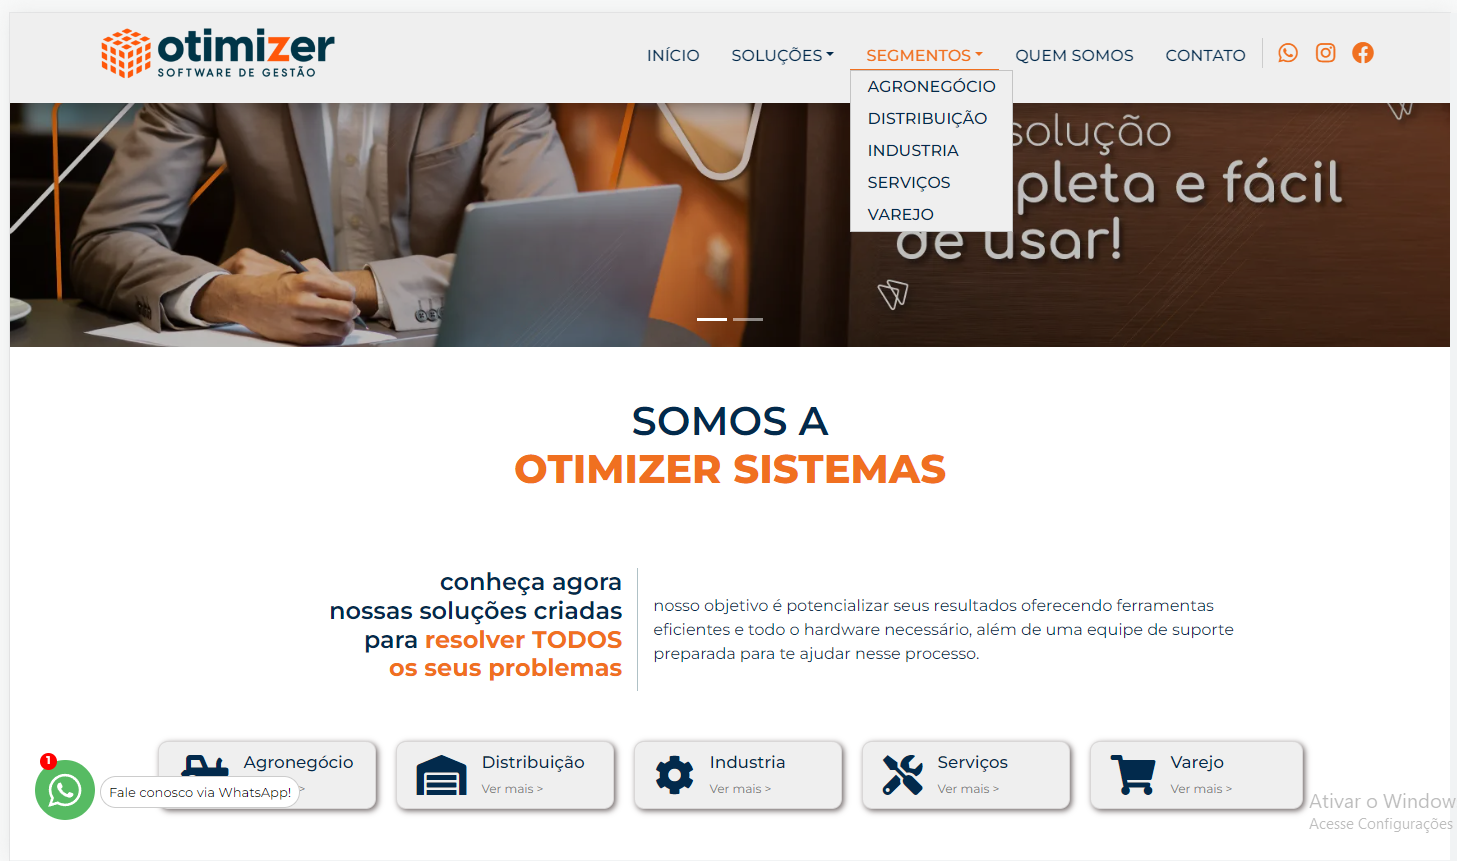 otimizer
SOFTWARE DE GESTÃO
INÍCIO
SOLUÇÕES
SEGMENTOS
QUEM SOMOS
CONTATO
AGRONEGÓCIO
DISTRIBUIÇÃO
INDUSTRIA
SERVIÇOS
VAREJO
solução
pleta e fácil
de usar!
SOMOS A
OTIMIZER SISTEMAS
conheça agora
nossas soluções criadas
para resolver TODOS
os seus problemas
nosso objetivo é potencializar seus resultados oferecendo ferramentas
eficientes e todo o hardware necessário, além de uma equipe de suporte
preparada para te ajudar nesse processo.
Agronegócio
>
Distribuição
Ver mais >
Industria
Ver mais >
Serviços
Ver mais >
Varejo
Ver mais >
1
Fale conosco via WhatsApp!
Ativar o Window
Acesse Configurações